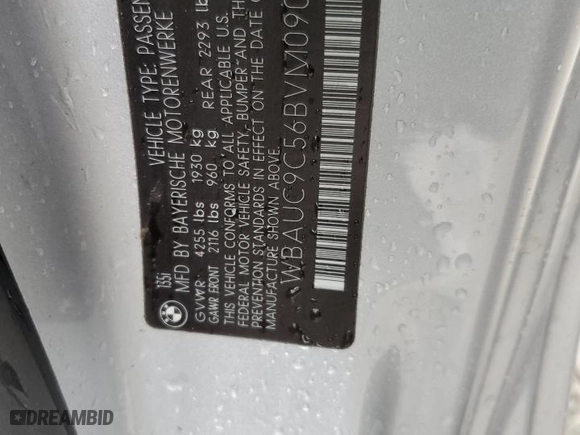 135i
VEHICLE TYPE: PASSEN
MFD BY BAYERISCHE MOTORENWERKE
GVWR 4255 lbs 1930 kg
GAWR FRONT 2116 lbs 960 kg REAR 2293 lb
THIS VEHICLE CONFORMS TO ALL APPLICABLE U.S.
FEDERAL MOTOR VEHICLE SAFETY, BUMPER AND THE
STANDARDS IN EFFECT ON THE DATE O
MANUFACTURE SHOWN ABOVE.
WBAUC9C56BVM090
DREAMBID